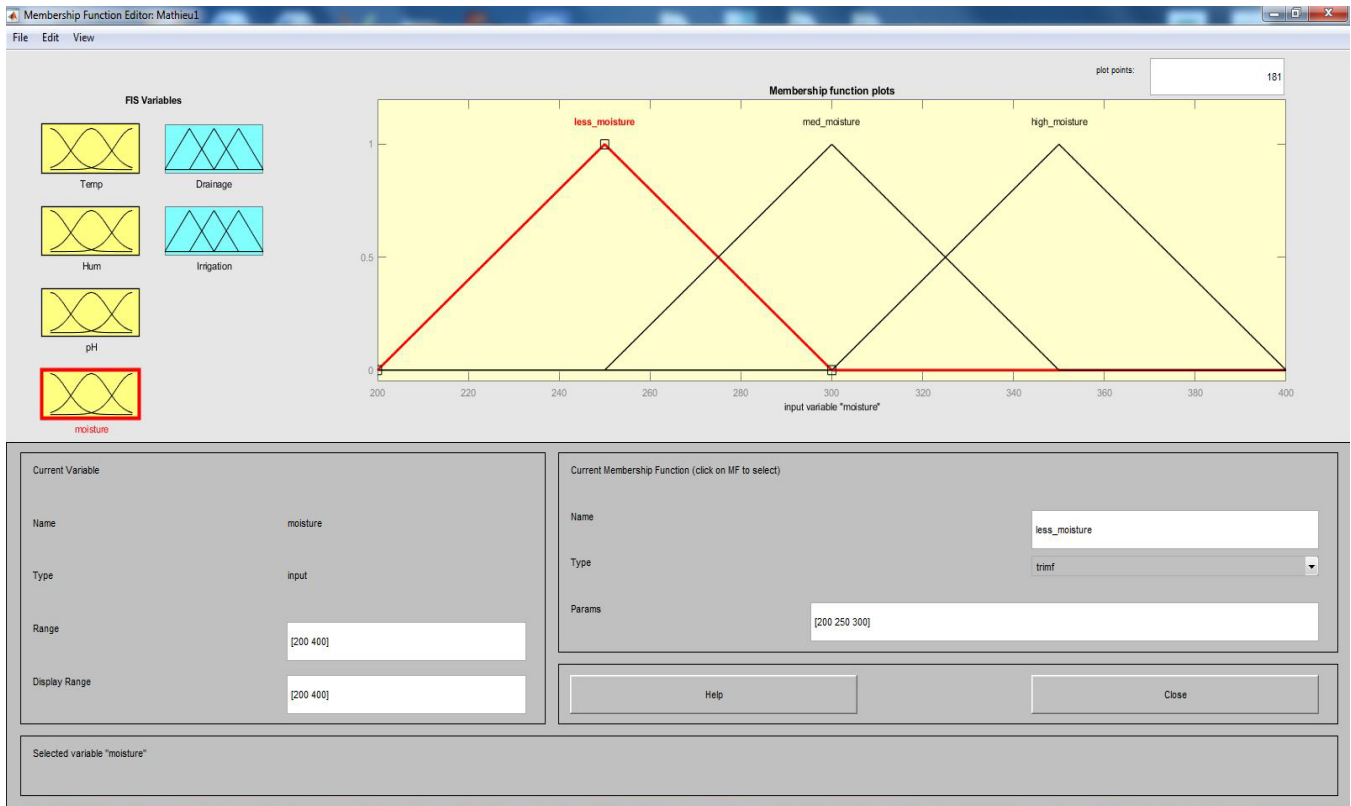 Membership Function Editor: Mathieu1
File Edit View
plot points:
181
FIS Variables
Temp
Drainage
Hum
Irrigation
pH
moisture
Membership function plots
less_moisture
med_moisture
high_moisture
1
0.5
0
200 220 240 260 280 300 320 340 360 380 400
input variable "moisture"
Current Variable
Name moisture
Type input
Range [200 400]
Display Range [200 400]
Current Membership Function (click on MF to select)
Name less_moisture
Type trimf
Params [200 250 300]
Help Close
Selected variable "moisture"